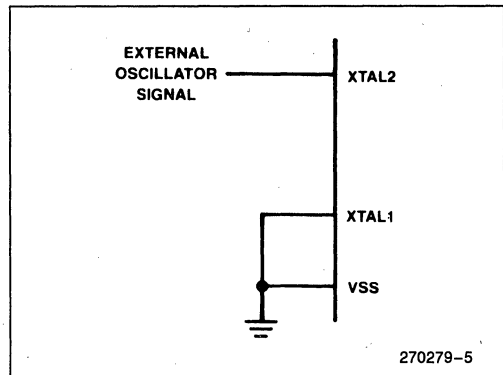 EXTERNAL
OSCILLATOR
SIGNAL
XTAL2
XTAL1
VSS
270279-5